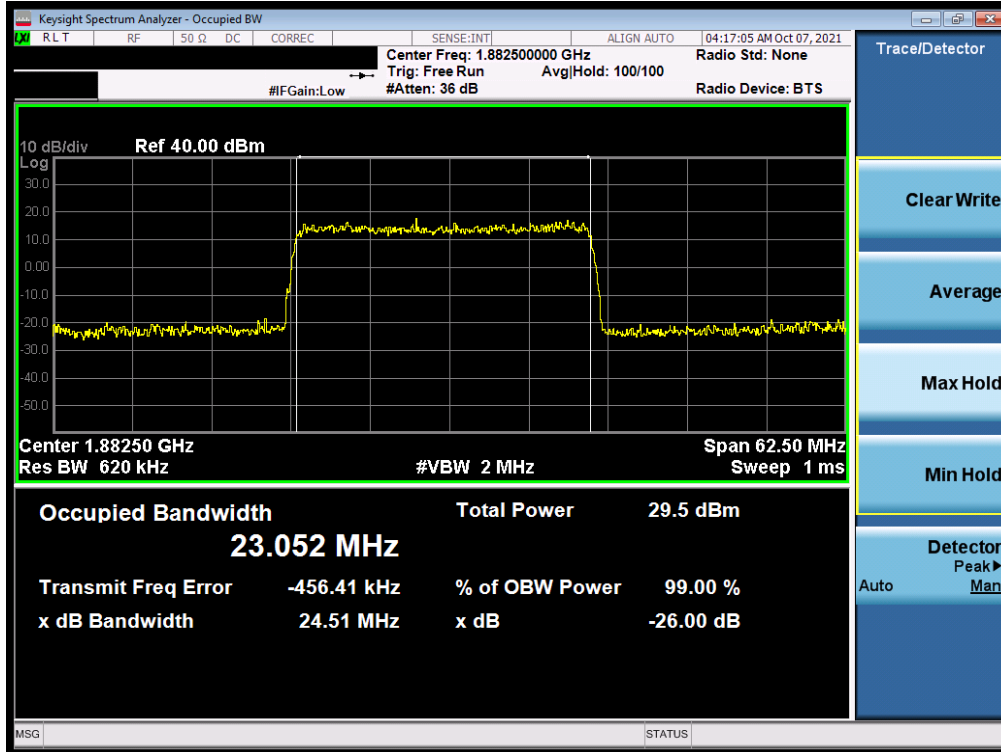 Keysight Spectrum Analyzer - Occupied BW
LXI RLT RF 50 Ω DC CORREC SENSE:INT ALIGN AUTO 04:17:05 AM Oct 07, 2021
Center Freq: 1.882500000 GHz Radio Std: None
Trig: Free Run Avg|Hold: 100/100
#IFGain:Low #Atten: 36 dB Radio Device: BTS
Trace/Detector
10 dB/div Ref 40.00 dBm
Log
30.0
20.0
10.0
0.00
-10.0
-20.0
-30.0
-40.0
-50.0
Center 1.88250 GHz Span 62.50 MHz
Res BW 620 kHz #VBW 2 MHz Sweep 1 ms
Occupied Bandwidth Total Power 29.5 dBm
23.052 MHz
Transmit Freq Error -456.41 kHz % of OBW Power 99.00 %
x dB Bandwidth 24.51 MHz x dB -26.00 dB
Clear Write
Average
Max Hold
Min Hold
Detector
Peak▶
Auto Man
MSG STATUS